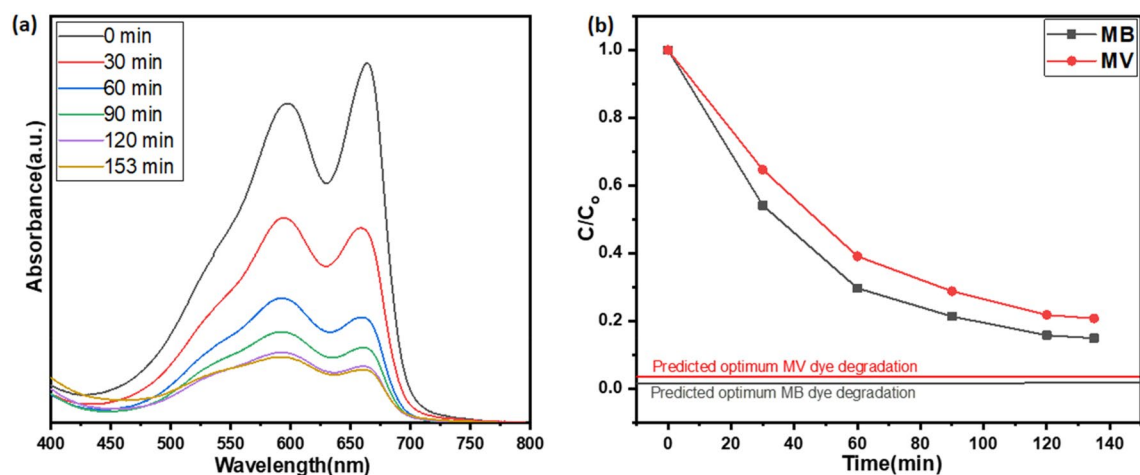 (a)
0 min
30 min
60 min
90 min
120 min
153 min
Absorbance(a.u.)
400 450 500 550 600 650 700 750 800
Wavelength(nm)
(b)
MB
MV
C/Co
1.0
0.8
0.6
0.4
0.2
0.0
Predicted optimum MV dye degradation
Predicted optimum MB dye degradation
0 20 40 60 80 100 120 140
Time(min)